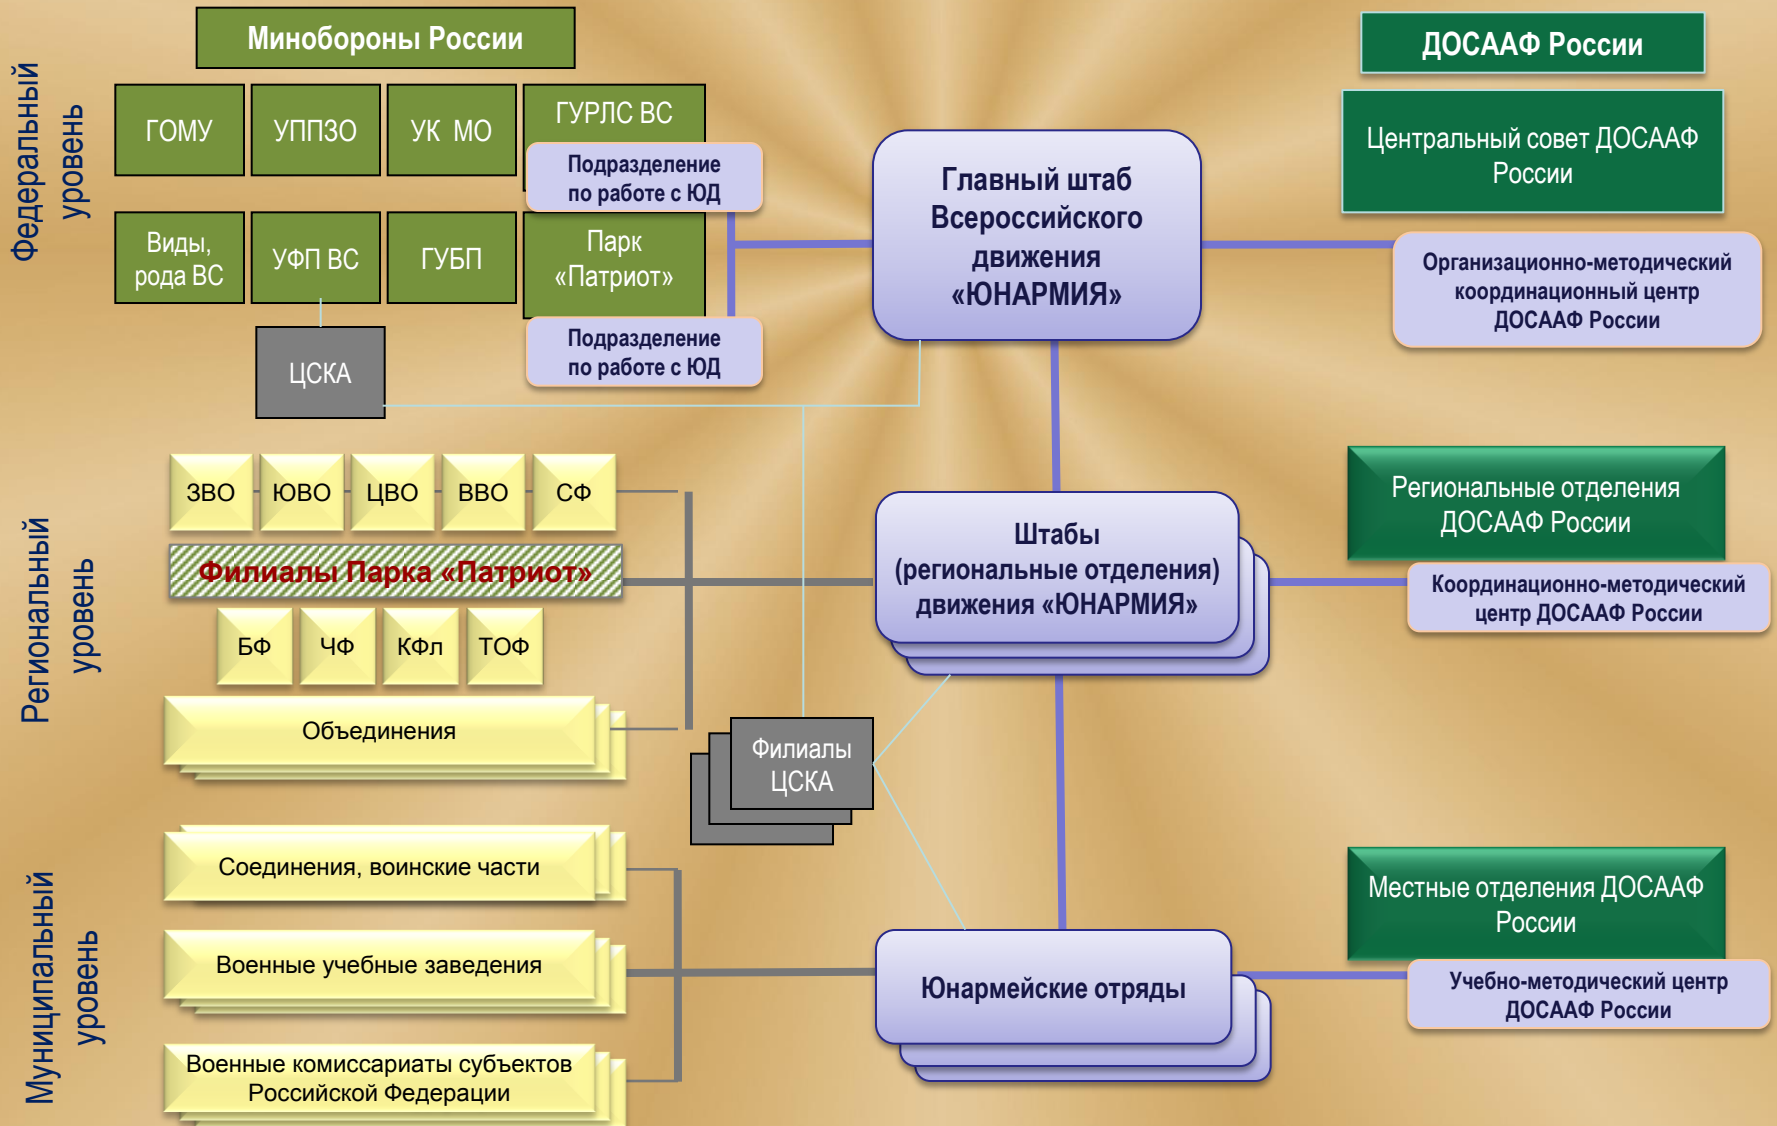 Минобороны России
ДОСААФ России
Федеральный
уровень
ГОМУ
УППЗО
УК МО
ГУРЛС ВС
Подразделение
по работе с ЮД
Виды,
рода ВС
УФП ВС
ГУБП
Парк
«Патриот»
Подразделение
по работе с ЮД
ЦСКА
Главный штаб
Всероссийского
движения
«ЮНАРМИЯ»
Центральный совет ДОСААФ
России
Организационно-методический
координационный центр
ДОСААФ России
Региональный
уровень
ЗВО
ЮВО
ЦВО
ВВО
СФ
Филиалы Парка «Патриот»
БФ
ЧФ
КФл
ТОФ
Объединения
Штабы
(региональные отделения)
движения «ЮНАРМИЯ»
Региональные отделения
ДОСААФ России
Координационно-методический
центр ДОСААФ России
Филиалы
ЦСКА
Муниципальный
уровень
Соединения, воинские части
Военные учебные заведения
Военные комиссариаты субъектов
Российской Федерации
Юнармейские отряды
Местные отделения ДОСААФ
России
Учебно-методический центр
ДОСААФ России